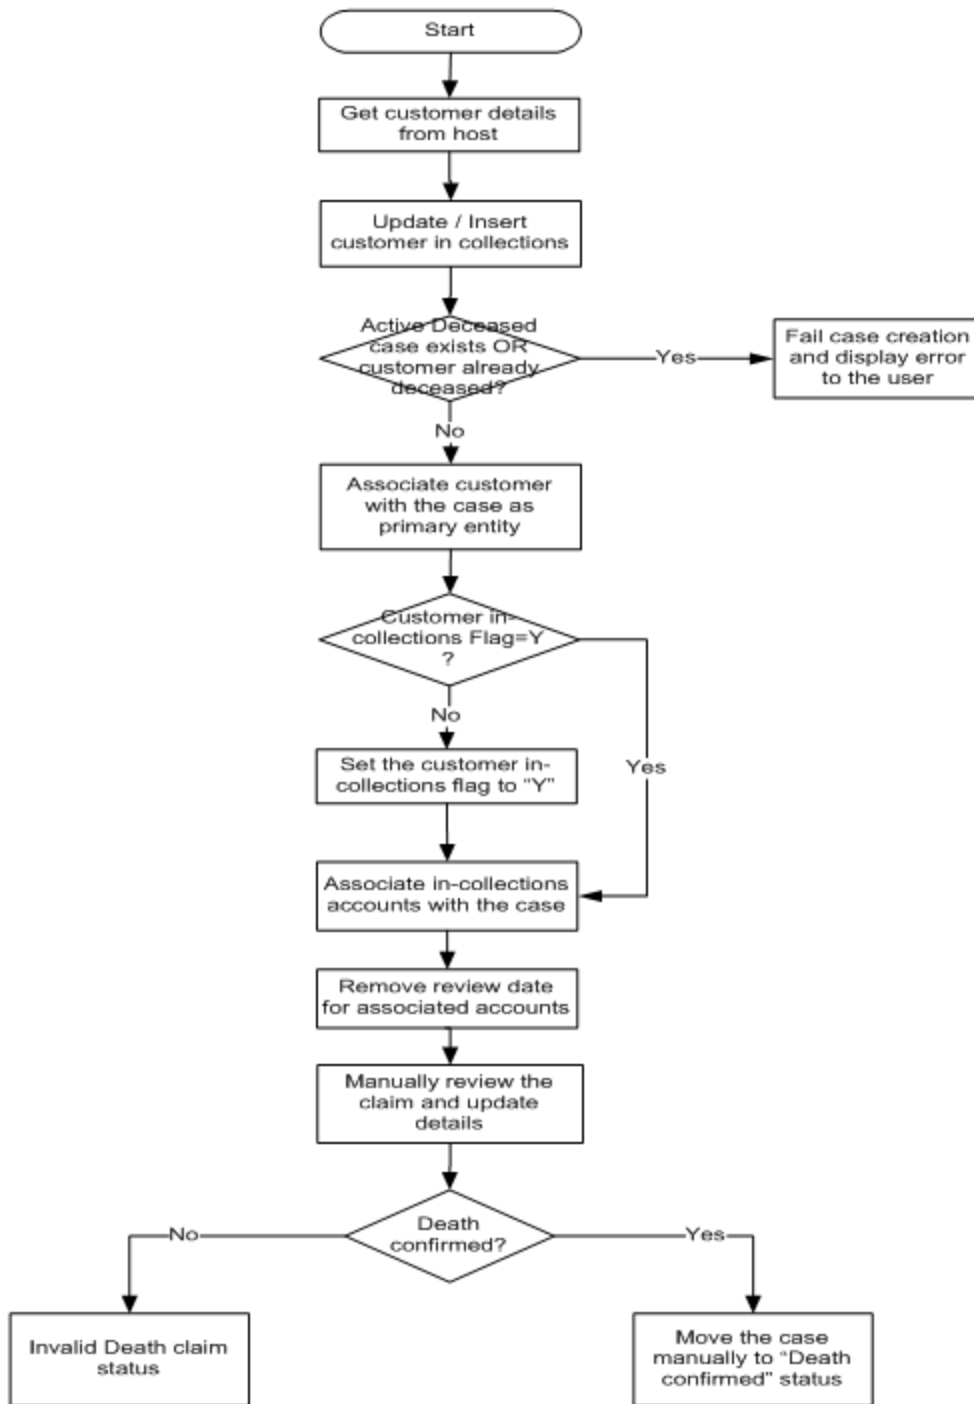 Start
Get customer details
from host
Update / Insert
customer in collections
Active Deceased
case exists OR
customer already
deceased?
Yes
Fail case creation
and display error
to the user
No
Associate customer
with the case as
primary entity
Customer in-
collections Flag=Y
?
No
Set the customer in-
collections flag to “Y”
Yes
Associate in-collections
accounts with the case
Remove review date
for associated accounts
Manually review the
claim and update
details
Death
confirmed?
No
Yes
Invalid Death claim
status
Move the case
manually to “Death
confirmed” status